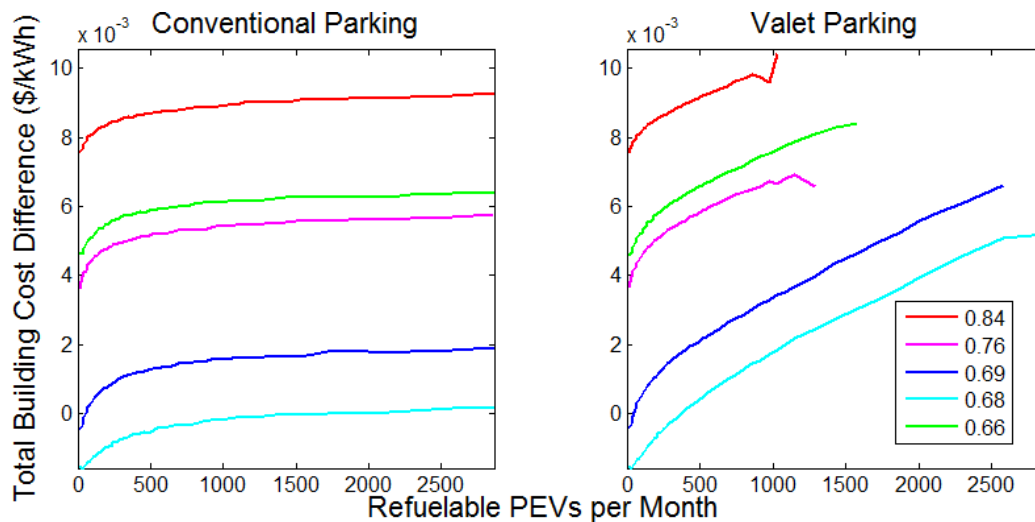 Conventional Parking
Valet Parking
x 10⁻³
x 10⁻³
Total Building Cost Difference ($/kWh)
10
8
6
4
2
0
0 500 1000 1500 2000 2500
10
8
6
4
2
0
0 500 1000 1500 2000 2500
0.84
0.76
0.69
0.68
0.66
Refuelable PEVs per Month